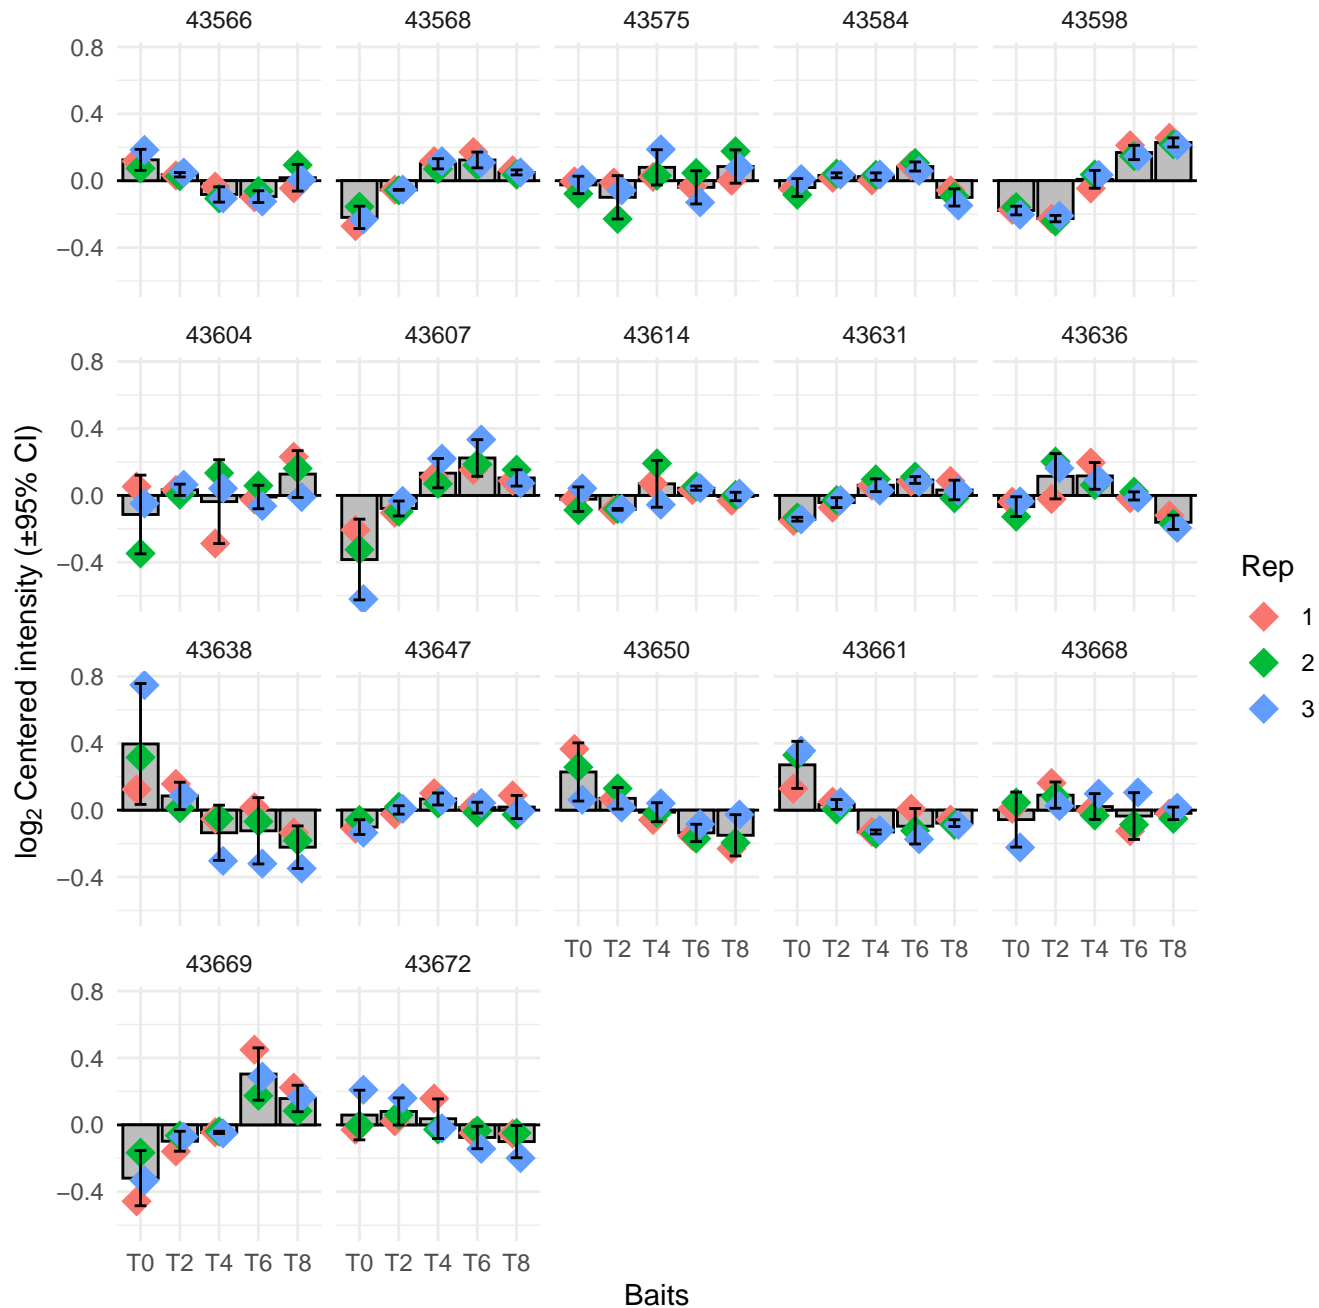 43566 43568 43575 43584 43598
0.8
0.4
0.0
−0.4
43604 43607 43614 43631 43636
0.8
0.4
0.0
−0.4
43638 43647 43650 43661 43668
0.8
0.4
0.0
−0.4
T0 T2 T4 T6 T8 T0 T2 T4 T6 T8 T0 T2 T4 T6 T8
43669 43672
0.8
0.4
0.0
−0.4
T0 T2 T4 T6 T8 T0 T2 T4 T6 T8
Baits
log₂ Centered intensity (±95% CI)
Rep
1
2
3